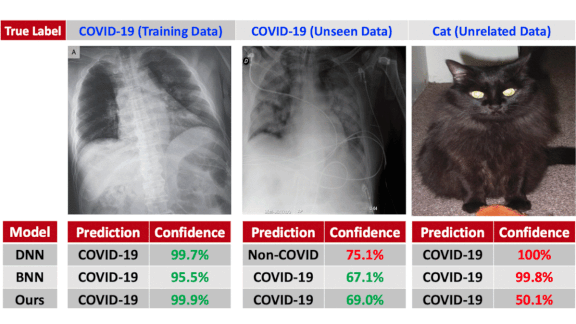 True Label COVID-19 (Training Data) COVID-19 (Unseen Data) Cat (Unrelated Data)
A
D
Model Prediction Confidence Prediction Confidence Prediction Confidence
DNN COVID-19 99.7% Non-COVID 75.1% COVID-19 100%
BNN COVID-19 95.5% COVID-19 67.1% COVID-19 99.8%
Ours COVID-19 99.9% COVID-19 69.0% COVID-19 50.1%